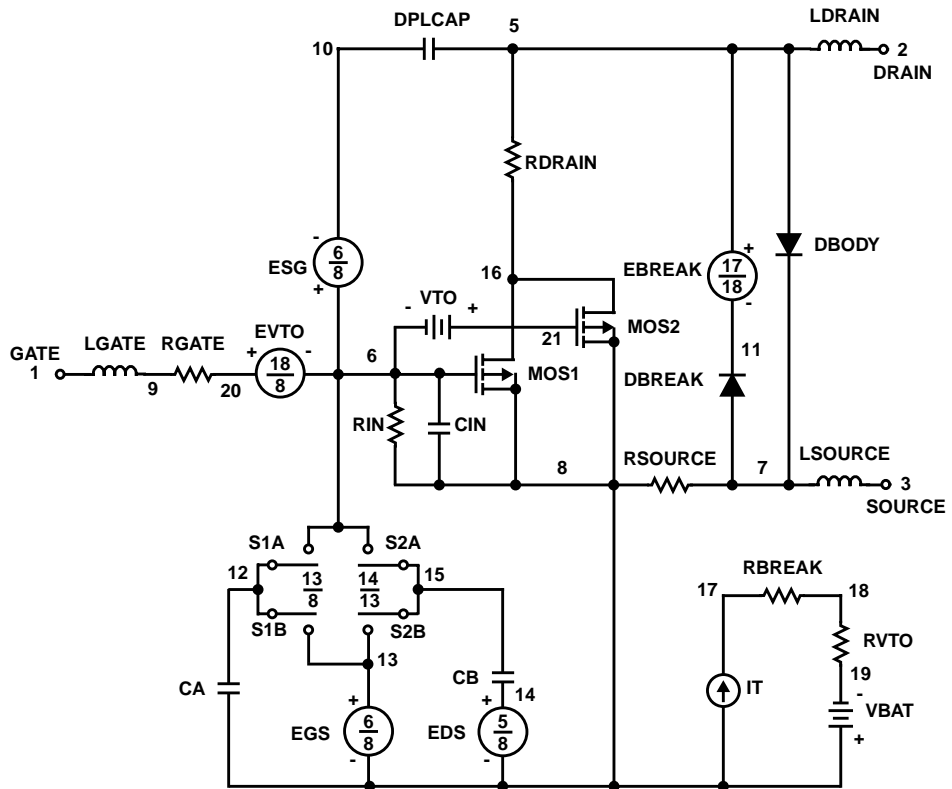 DPLCAP
5
LDRAIN
10
2
DRAIN
RDRAIN
-
6
8
ESG
+
16
DBODY
EBREAK
+
17
18
-
VTO
-
+
MOS2
21
EVTO
LGATE
RGATE
GATE
1
9
20
+
-
18
8
6
MOS1
11
DBREAK
RIN
CIN
8
RSOURCE
7
LSOURCE
3
SOURCE
S1A
S2A
12
13
8
14
13
15
S1B
S2B
13
RBREAK
17
18
RVTO
19
CA
CB
14
+
+
EGS
6
8
-
EDS
5
8
-
IT
-
VBAT
+